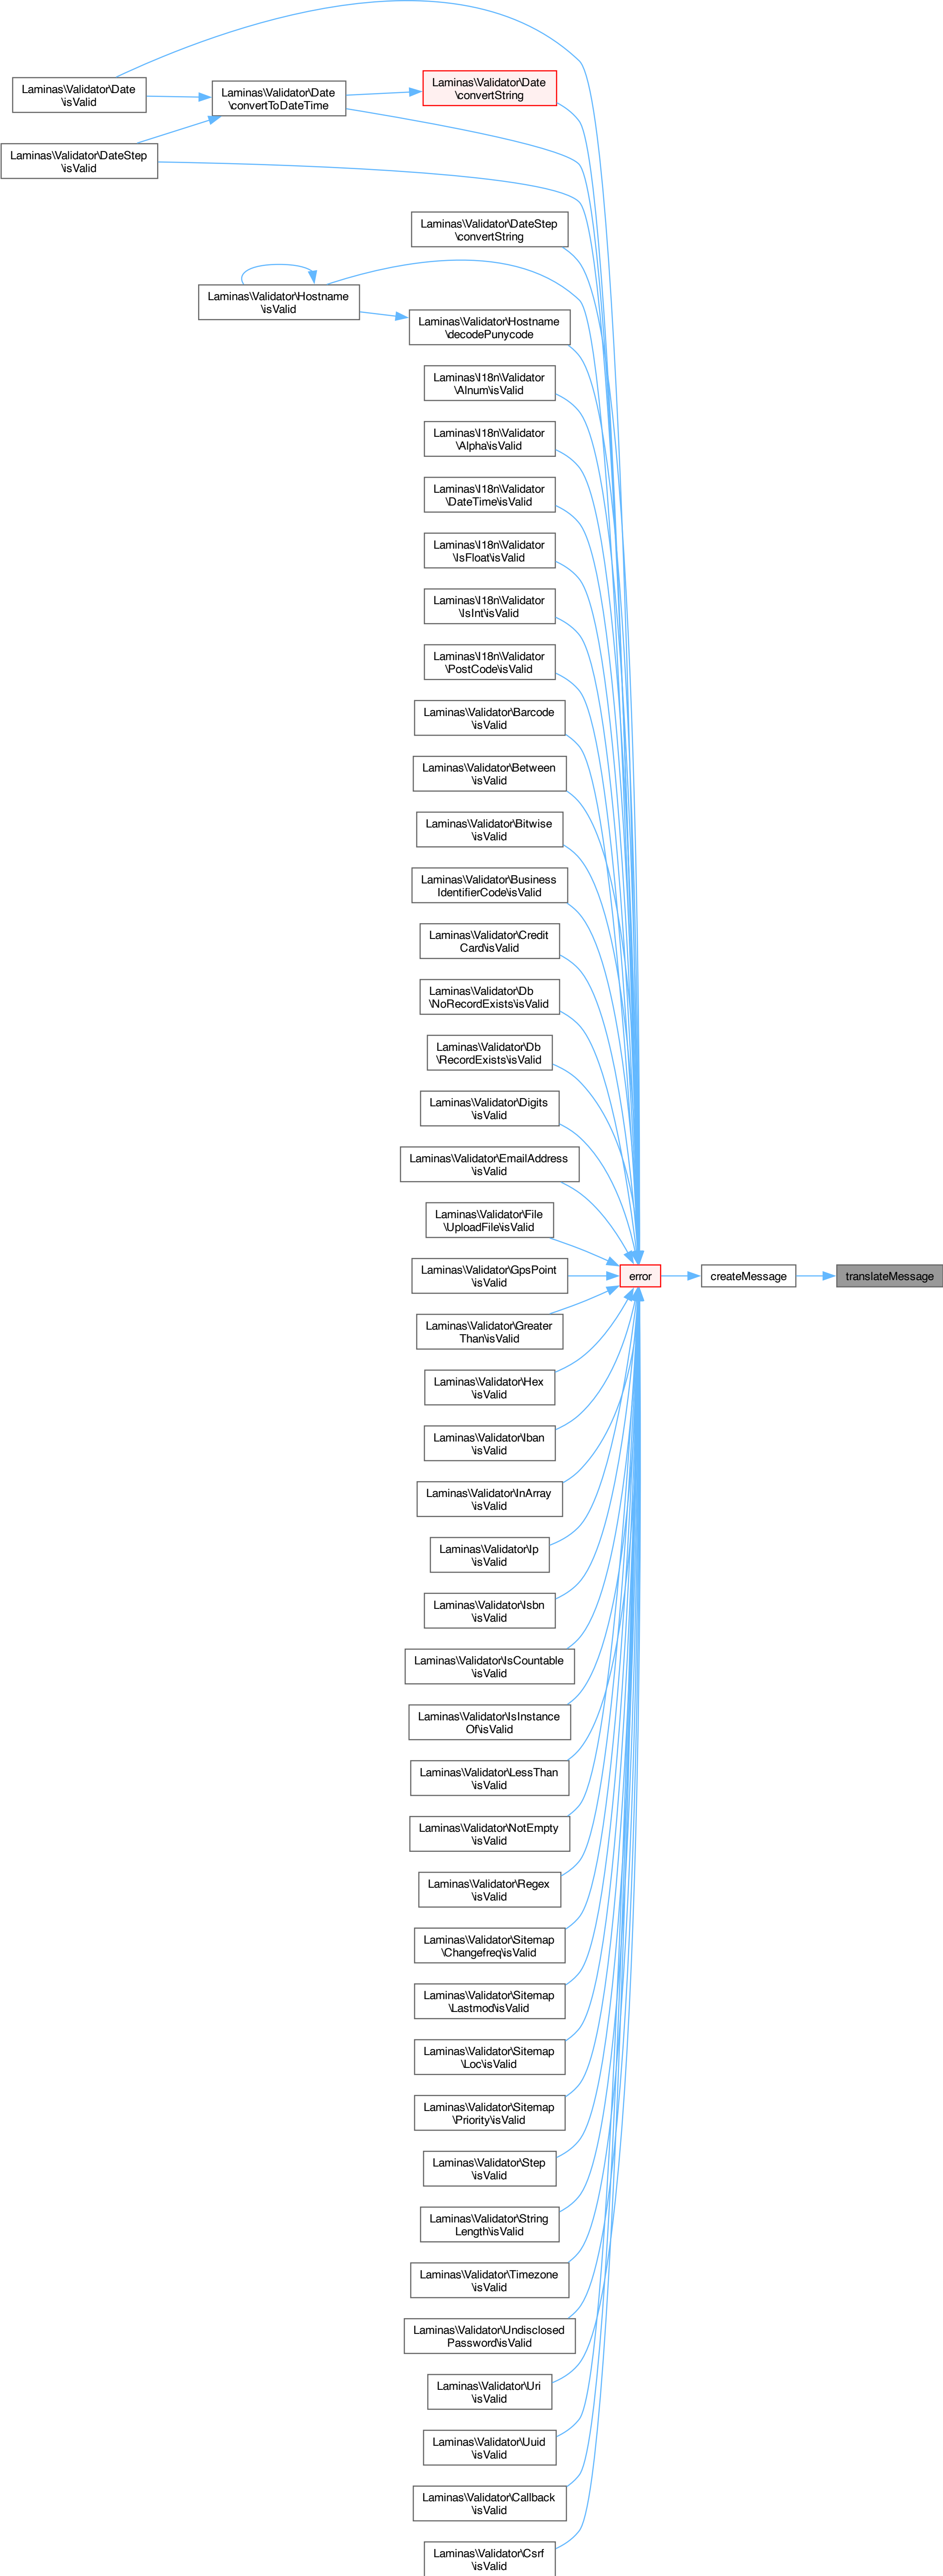 Laminas\Validator\Date
\isValid
Laminas\Validator\Date
\convertToDateTime
Laminas\Validator\Date
\convertString
Laminas\Validator\DateStep
\isValid
Laminas\Validator\DateStep
\convertString
Laminas\Validator\Hostname
\isValid
Laminas\Validator\Hostname
\decodePunycode
Laminas\I18n\Validator
\Alnum\isValid
Laminas\I18n\Validator
\Alpha\isValid
Laminas\I18n\Validator
\DateTime\isValid
Laminas\I18n\Validator
\IsFloat\isValid
Laminas\I18n\Validator
\IsInt\isValid
Laminas\I18n\Validator
\PostCode\isValid
Laminas\Validator\Barcode
\isValid
Laminas\Validator\Between
\isValid
Laminas\Validator\Bitwise
\isValid
Laminas\Validator\Business
IdentifierCode\isValid
Laminas\Validator\Credit
Card\isValid
Laminas\Validator\Db
\NoRecordExists\isValid
Laminas\Validator\Db
\RecordExists\isValid
Laminas\Validator\Digits
\isValid
Laminas\Validator\EmailAddress
\isValid
Laminas\Validator\File
\UploadFile\isValid
Laminas\Validator\GpsPoint
\isValid
error
createMessage
translateMessage
Laminas\Validator\Greater
Than\isValid
Laminas\Validator\Hex
\isValid
Laminas\Validator\Iban
\isValid
Laminas\Validator\InArray
\isValid
Laminas\Validator\Ip
\isValid
Laminas\Validator\Isbn
\isValid
Laminas\Validator\IsCountable
\isValid
Laminas\Validator\IsInstance
Of\isValid
Laminas\Validator\LessThan
\isValid
Laminas\Validator\NotEmpty
\isValid
Laminas\Validator\Regex
\isValid
Laminas\Validator\Sitemap
\Changefreq\isValid
Laminas\Validator\Sitemap
\Lastmod\isValid
Laminas\Validator\Sitemap
\Loc\isValid
Laminas\Validator\Sitemap
\Priority\isValid
Laminas\Validator\Step
\isValid
Laminas\Validator\String
Length\isValid
Laminas\Validator\Timezone
\isValid
Laminas\Validator\Undisclosed
Password\isValid
Laminas\Validator\Uri
\isValid
Laminas\Validator\Uuid
\isValid
Laminas\Validator\Callback
\isValid
Laminas\Validator\Csrf
\isValid